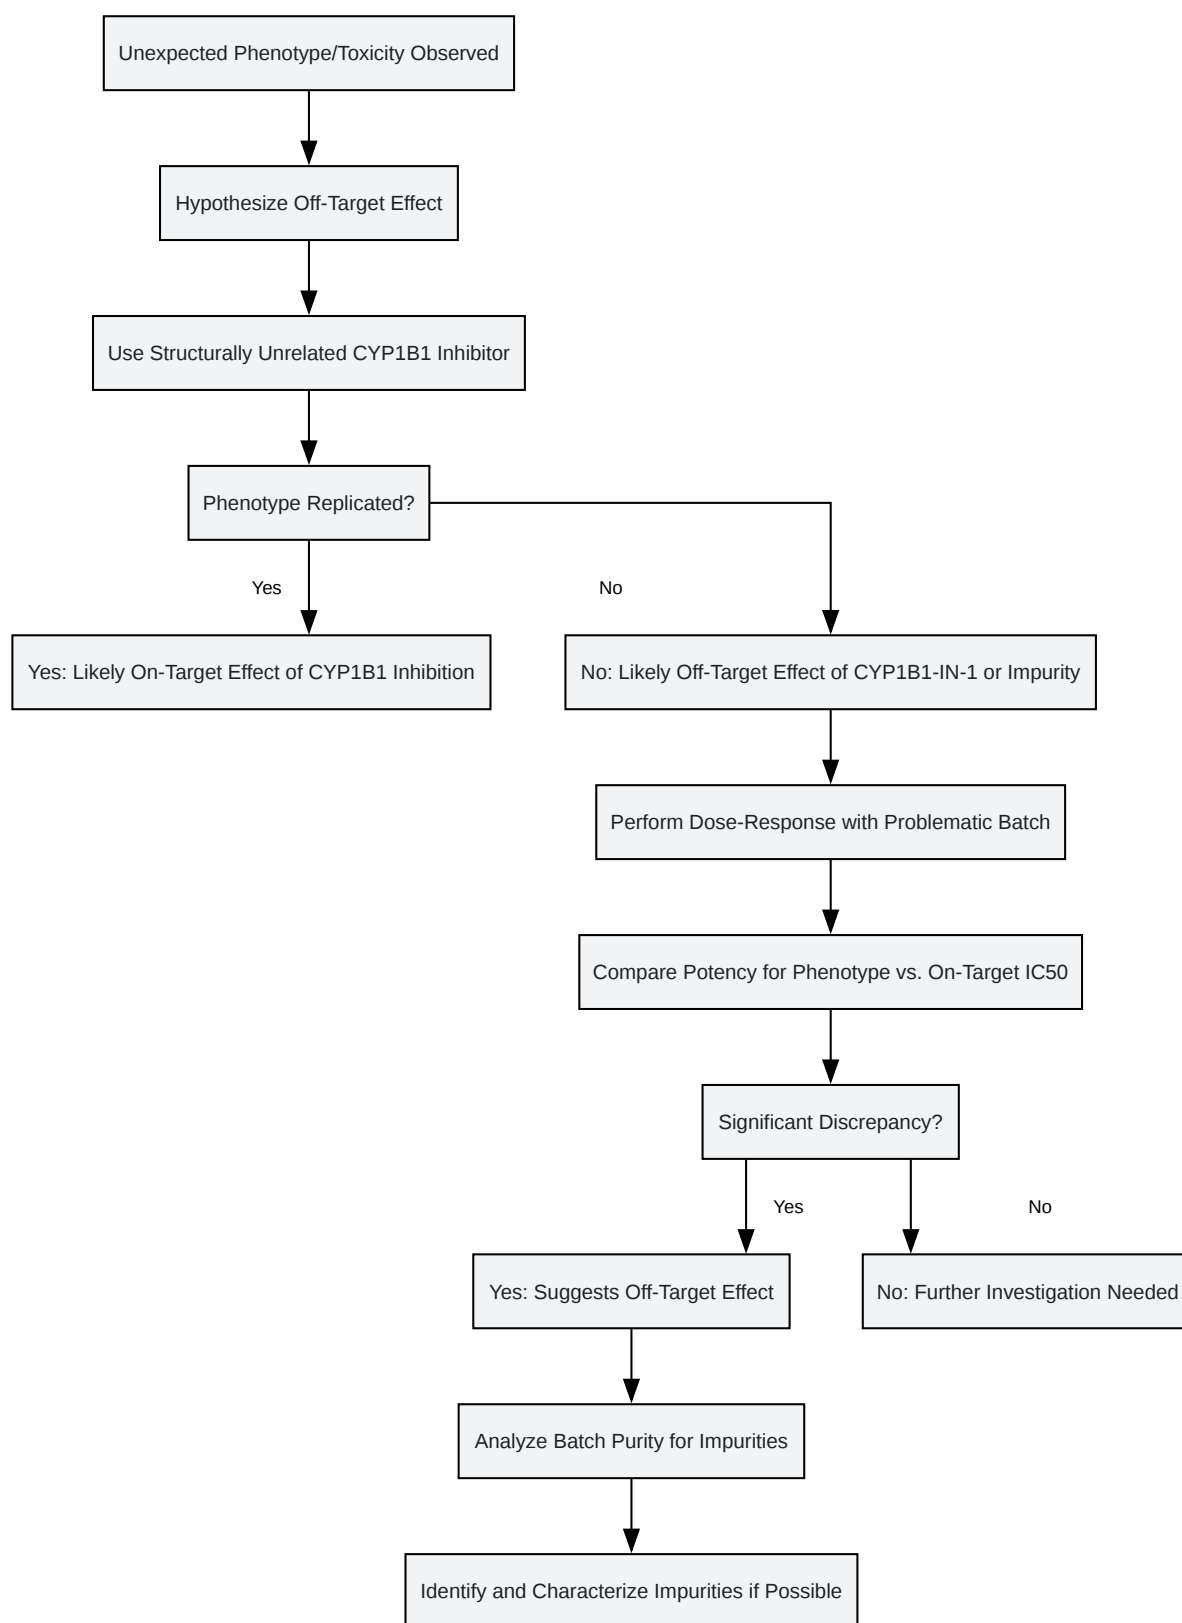 Unexpected Phenotype/Toxicity Observed
Hypothesize Off-Target Effect
Use Structurally Unrelated CYP1B1 Inhibitor
Phenotype Replicated?
Yes
No
Yes: Likely On-Target Effect of CYP1B1 Inhibition
No: Likely Off-Target Effect of CYP1B1-IN-1 or Impurity
Perform Dose-Response with Problematic Batch
Compare Potency for Phenotype vs. On-Target IC50
Significant Discrepancy?
Yes
No
Yes: Suggests Off-Target Effect
No: Further Investigation Needed
Analyze Batch Purity for Impurities
Identify and Characterize Impurities if Possible